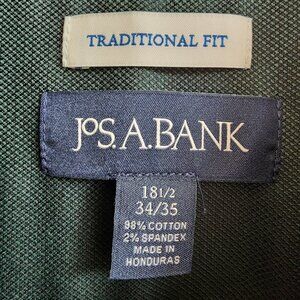 TRADITIONAL FIT
JOS.A.BANK
18 1/2
34/35
98% COTTON
2% SPANDEX
MADE IN
HONDURAS